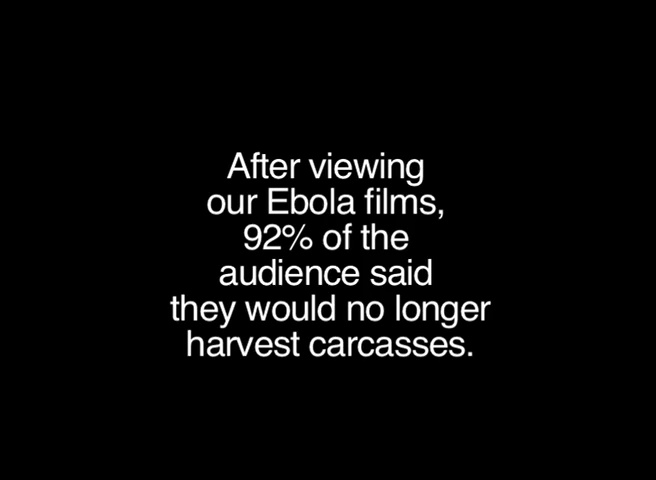 After viewing
our Ebola films,
92% of the
audience said
they would no longer
harvest carcasses.